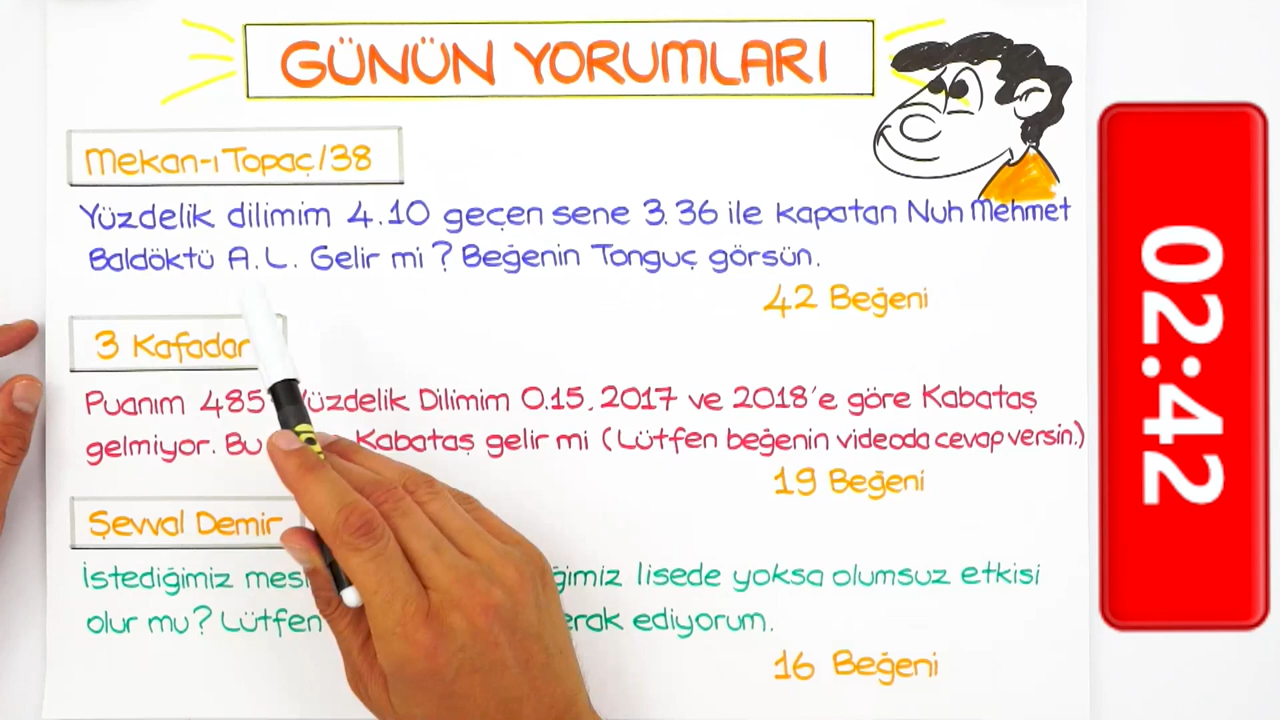 GÜNÜN YORUMLARI
Mekan-ı Topaç/38
Yüzdelik dilimim 4.10 geçen sene 3.36 ile kapatan Nuh Mehmet
Baldöktü A.L. Gelir mi? Beğenin Tonguç görsün.
42 Beğeni
3 Kafadar
Puanım 485 Yüzdelik Dilimim 0.15. 2017 ve 2018'e göre Kabataş
gelmiyor. Bu Kabataş gelir mi (Lütfen beğenin videoda cevap versin.)
19 Beğeni
Şevval Demir
İstediğimiz lisede yoksa olumsuz etkisi
olur mu? Lütfen ediyorum.
16 Beğeni
02:42